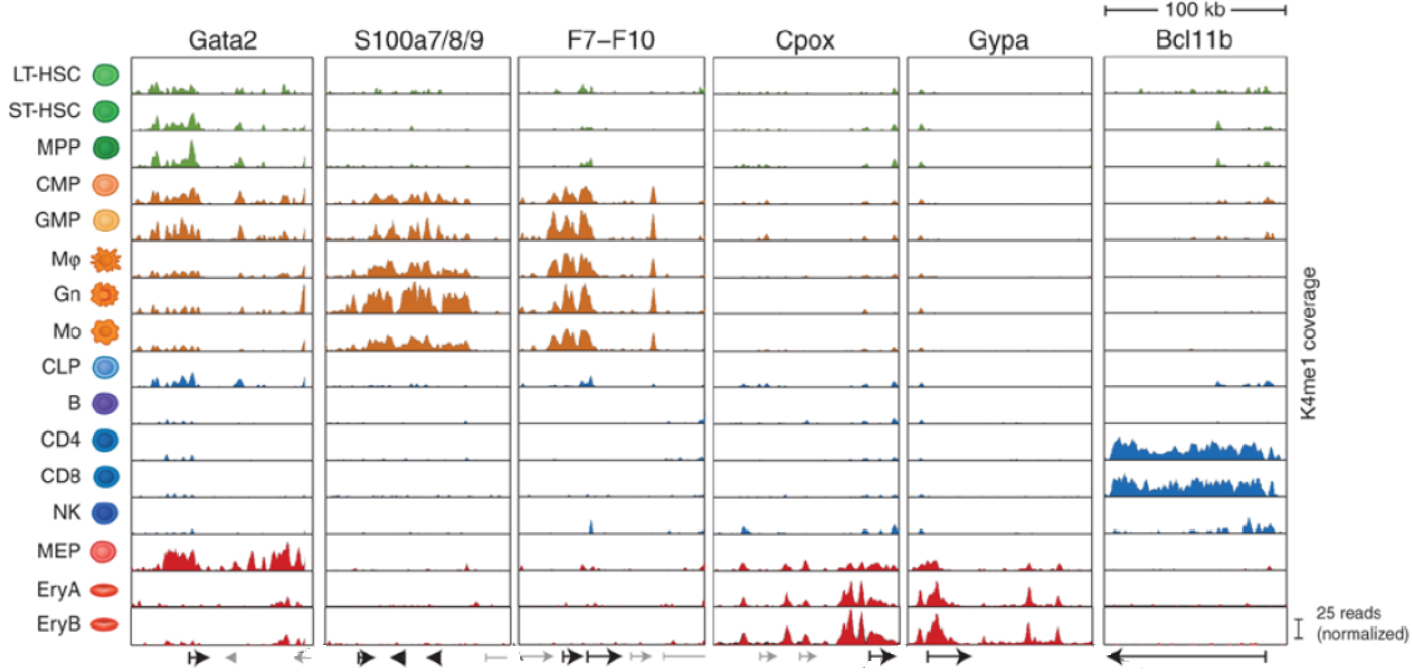 100 kb
Gata2 S100a7/8/9 F7–F10 Cpox Gypa Bcl11b
LT-HSC
ST-HSC
MPP
CMP
GMP
Mφ
Gn
Mo
CLP
B
CD4
CD8
NK
MEP
EryA
EryB
K4me1 coverage
25 reads
(normalized)